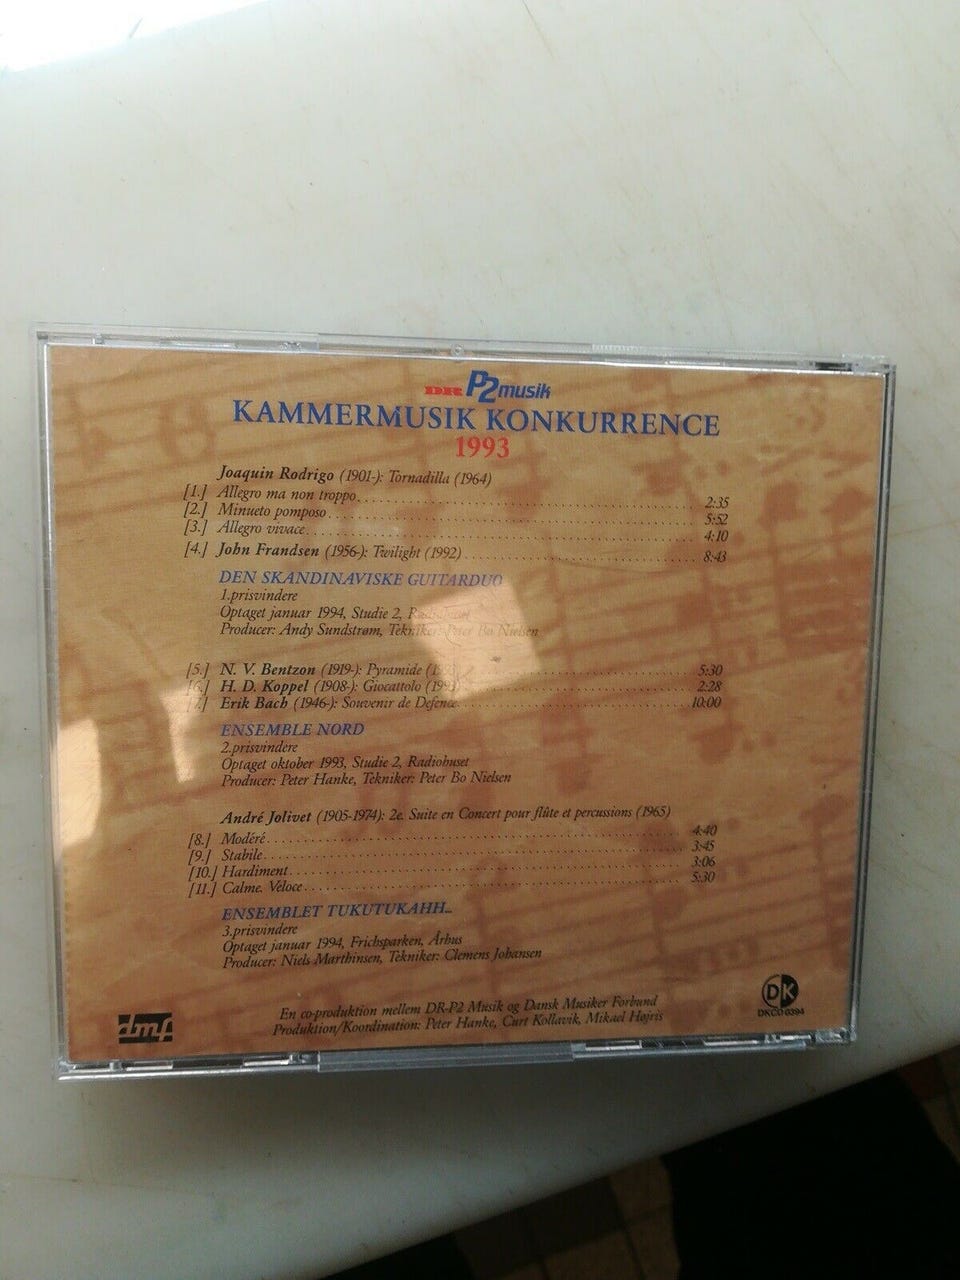 DR P2musik
KAMMERMUSIK KONKURRENCE
1993
Joaquin Rodrigo (1901-): Tornadilla (1964)
[1.] Allegro ma non troppo 2:35
[2.] Minueto pomposo 5:52
[3.] Allegro vivace 4:10
[4.] John Frandsen (1956-): Twilight (1992) 8:43
DEN SKANDINAVISKE GUITARDUO
1.prisvindere
Optaget januar 1994, Studie 2, Radiohuset
Producer: Andy Sundstrøm, Tekniker: Peter Bo Nielsen
[5.] N. V. Bentzon (1919-): Pyramide 5:30
[6.] H. D. Koppel (1908-): Giocattolo 2:28
[7.] Erik Bach (1946-): Souvenir de Defence 10:00
ENSEMBLE NORD
2.prisvindere
Optaget oktober 1993, Studie 2, Radiohuset
Producer: Peter Hanke, Tekniker: Peter Bo Nielsen
André Jolivet (1905-1974): 2e. Suite en Concert pour flûte et percussions (1965)
[8.] Modéré 4:40
[9.] Stabile 3:45
[10.] Hardiment 3:06
[11.] Calme. Véloce 5:30
ENSEMBLET TUKUTUKAHH...
3.prisvindere
Optaget januar 1994, Frichsparken, Århus
Producer: Niels Marthinsen, Tekniker: Clemens Johansen
En co-produktion mellem DR-P2 Musik og Dansk Musiker Forbund
Produktion/Koordination: Peter Hanke, Curt Kollavik, Mikael Højris
dmf
DK
DKCD 0394